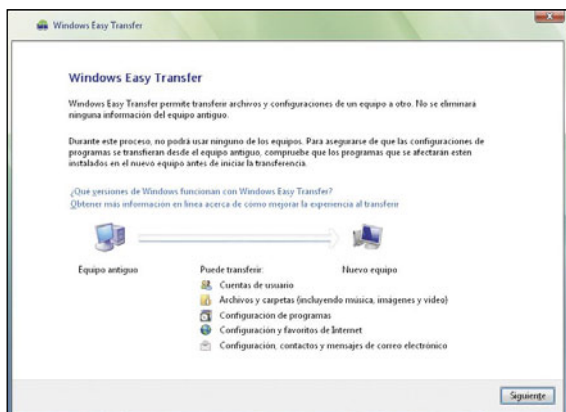 Windows Easy Transfer
Windows Easy Transfer
Windows Easy Transfer permite transferir archivos y configuraciones de un equipo a otro. No se eliminará
ninguna información del equipo antiguo.
Durante este proceso, no podrá usar ninguno de los equipos. Para asegurarse de que las configuraciones de
programas se transfieran desde el equipo antiguo, compruebe que los programas que se afectarán estén
instalados en el nuevo equipo antes de iniciar la transferencia.
¿Qué versiones de Windows funcionan con Windows Easy Transfer?
Obtener más información en línea acerca de cómo mejorar la experiencia al transferir
Equipo antiguo
Puede transferir:
Nuevo equipo
Cuentas de usuario
Archivos y carpetas (incluyendo música, imágenes y video)
Configuración de programas
Configuración y favoritos de Internet
Configuración, contactos y mensajes de correo electrónico
Siguiente